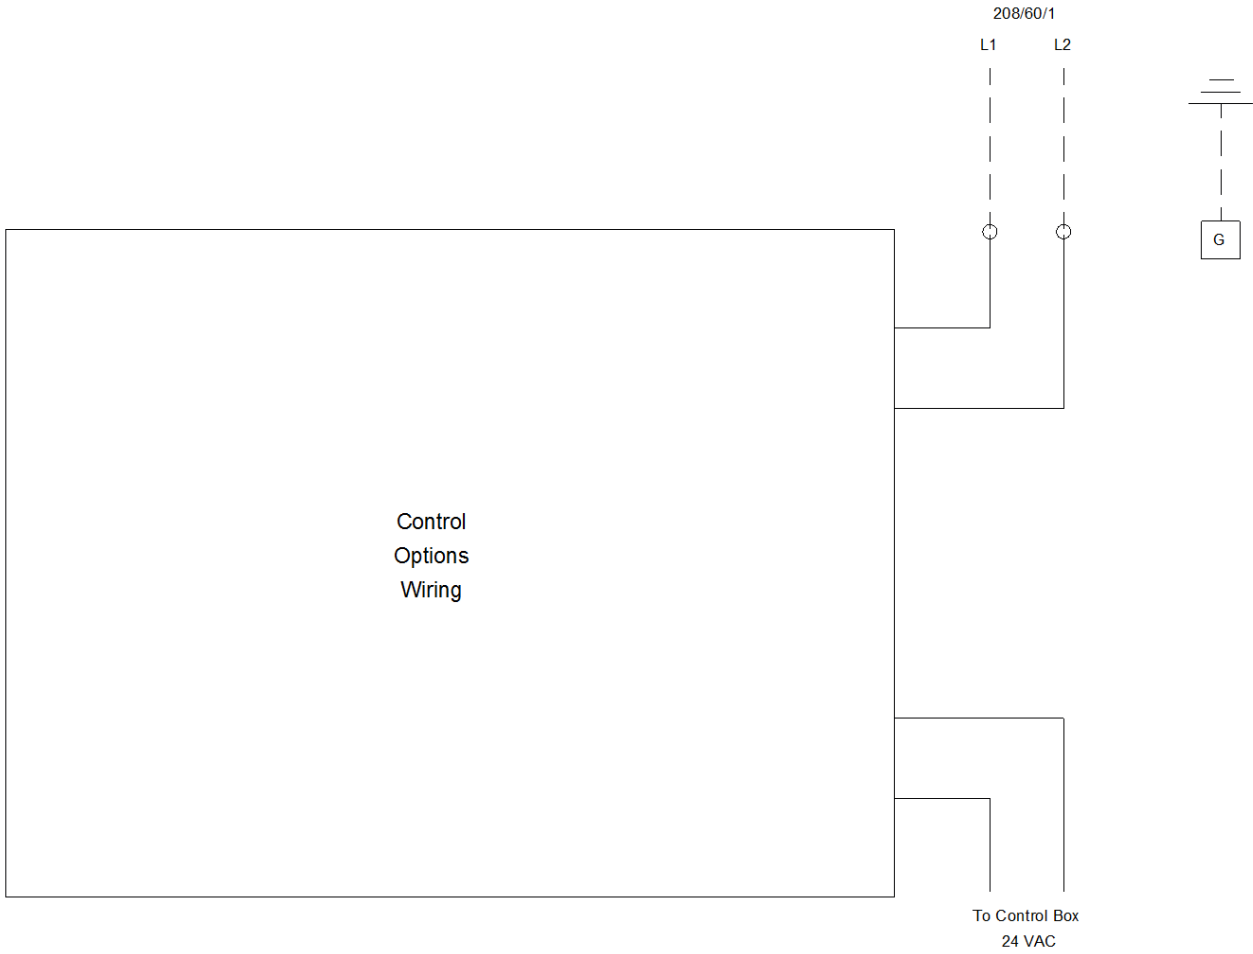 208/60/1
L1 L2
G
Control
Options
Wiring
To Control Box
24 VAC